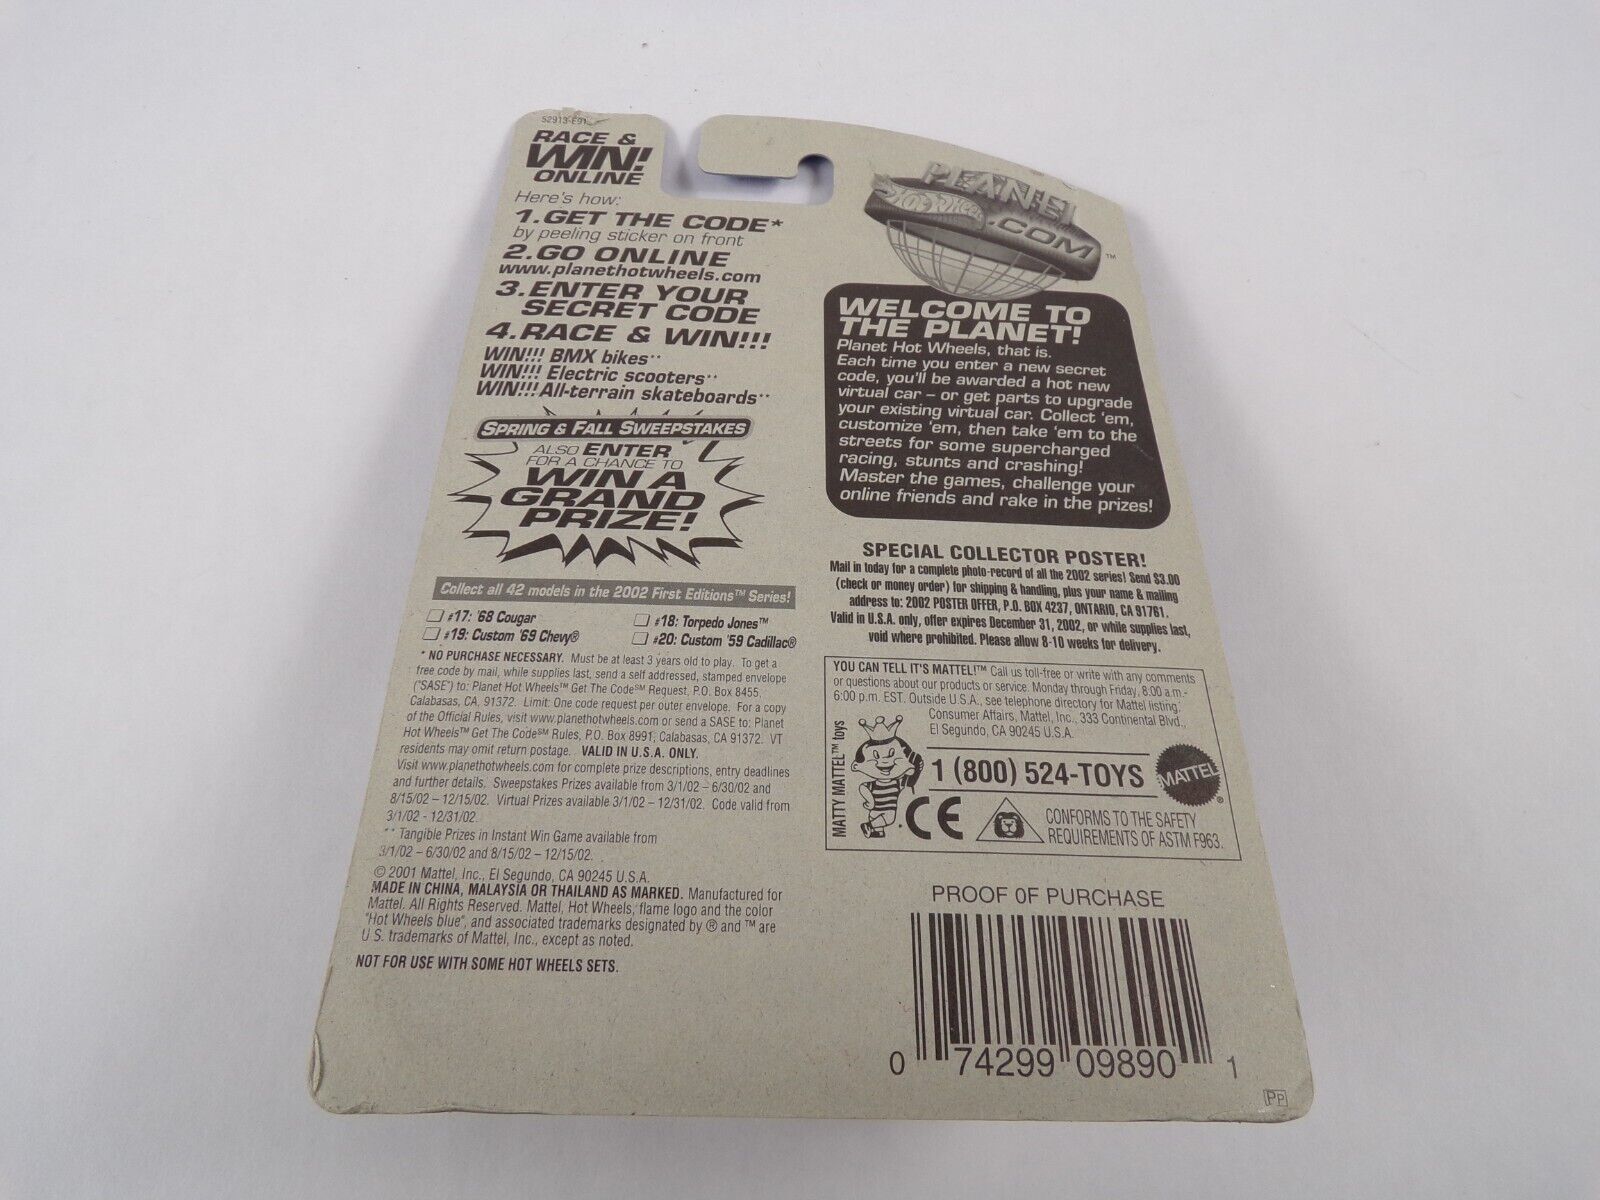 52913-E91
RACE &
WIN!
ONLINE
Here's how:
1. GET THE CODE*
by peeling sticker on front
2. GO ONLINE
www.planethotwheels.com
3. ENTER YOUR
SECRET CODE
4. RACE & WIN!!!
WIN!!! BMX bikes**
WIN!!! Electric scooters**
WIN!!! All-terrain skateboards**
SPRING & FALL SWEEPSTAKES
ALSO ENTER
FOR A CHANCE TO
WIN A
GRAND
PRIZE!
Collect all 42 models in the 2002 First Editions™ Series!
#17: '68 Cougar
#18: Torpedo Jones™
#19: Custom '69 Chevy®
#20: Custom '59 Cadillac®
* NO PURCHASE NECESSARY. Must be at least 3 years old to play. To get a
free code by mail, while supplies last, send a self addressed, stamped envelope
("SASE") to: Planet Hot Wheels™ Get The Code℠ Request, P.O. Box 8455,
Calabasas, CA, 91372. Limit: One code request per outer envelope. For a copy
of the Official Rules, visit www.planethotwheels.com or send a SASE to: Planet
Hot Wheels™ Get The Code℠ Rules, P.O. Box 8991, Calabasas, CA 91372. VT
residents may omit return postage. VALID IN U.S.A. ONLY.
Visit www.planethotwheels.com for complete prize descriptions, entry deadlines
and further details. Sweepstakes Prizes available from 3/1/02 – 6/30/02 and
8/15/02 – 12/15/02. Virtual Prizes available 3/1/02 – 12/31/02. Code valid from
3/1/02 - 12/31/02.
** Tangible Prizes in Instant Win Game available from
3/1/02 – 6/30/02 and 8/15/02 – 12/15/02.
© 2001 Mattel, Inc., El Segundo, CA 90245 U.S.A.
MADE IN CHINA, MALAYSIA OR THAILAND AS MARKED. Manufactured for
Mattel. All Rights Reserved. Mattel, Hot Wheels, flame logo and the color
"Hot Wheels blue", and associated trademarks designated by ® and ™ are
U.S. trademarks of Mattel, Inc., except as noted.
NOT FOR USE WITH SOME HOT WHEELS SETS.
PLANET
Hot Wheels
.COM
™
WELCOME TO
THE PLANET!
Planet Hot Wheels, that is.
Each time you enter a new secret
code, you'll be awarded a hot new
virtual car – or get parts to upgrade
your existing virtual car. Collect 'em,
customize 'em, then take 'em to the
streets for some supercharged
racing, stunts and crashing!
Master the games, challenge your
online friends and rake in the prizes!
SPECIAL COLLECTOR POSTER!
Mail in today for a complete photo-record of all the 2002 series! Send $3.00
(check or money order) for shipping & handling, plus your name & mailing
address to: 2002 POSTER OFFER, P.O. BOX 4237, ONTARIO, CA 91761.
Valid in U.S.A. only, offer expires December 31, 2002, or while supplies last,
void where prohibited. Please allow 8-10 weeks for delivery.
YOU CAN TELL IT'S MATTEL!™ Call us toll-free or write with any comments
or questions about our products or service. Monday through Friday, 8:00 a.m.-
6:00 p.m. EST. Outside U.S.A., see telephone directory for Mattel listing.
Consumer Affairs, Mattel, Inc., 333 Continental Blvd.,
El Segundo, CA 90245 U.S.A.
MATTY MATTEL™ toys
1 (800) 524-TOYS
MATTEL®
CE
CONFORMS TO THE SAFETY
REQUIREMENTS OF ASTM F963.
PROOF OF PURCHASE
0 74299 09890 1
PP